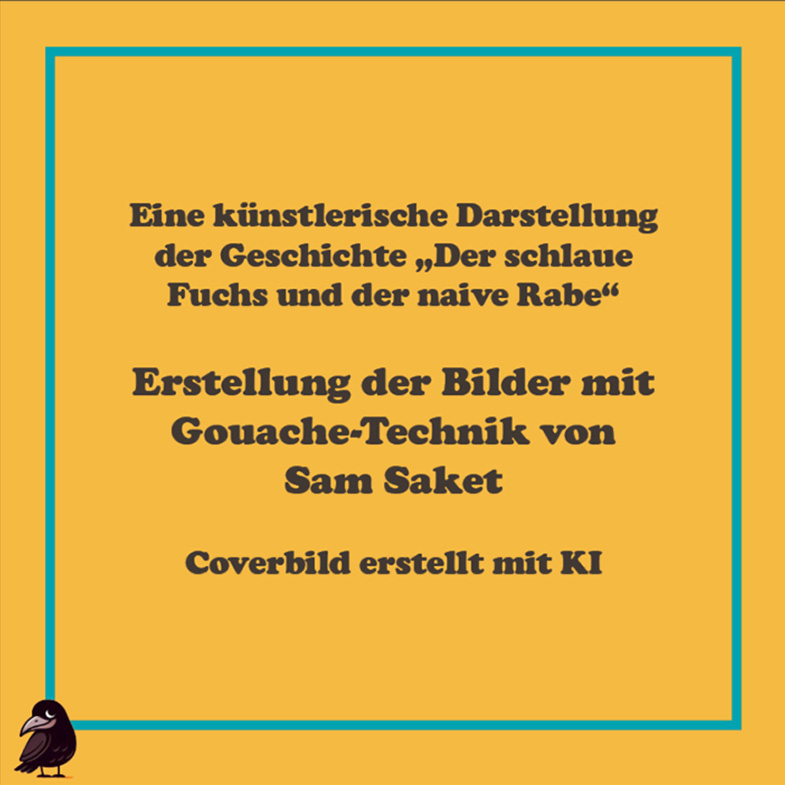 Eine künstlerische Darstellung
der Geschichte „Der schlaue
Fuchs und der naive Rabe“
Erstellung der Bilder mit
Gouache-Technik von
Sam Saket
Coverbild erstellt mit KI